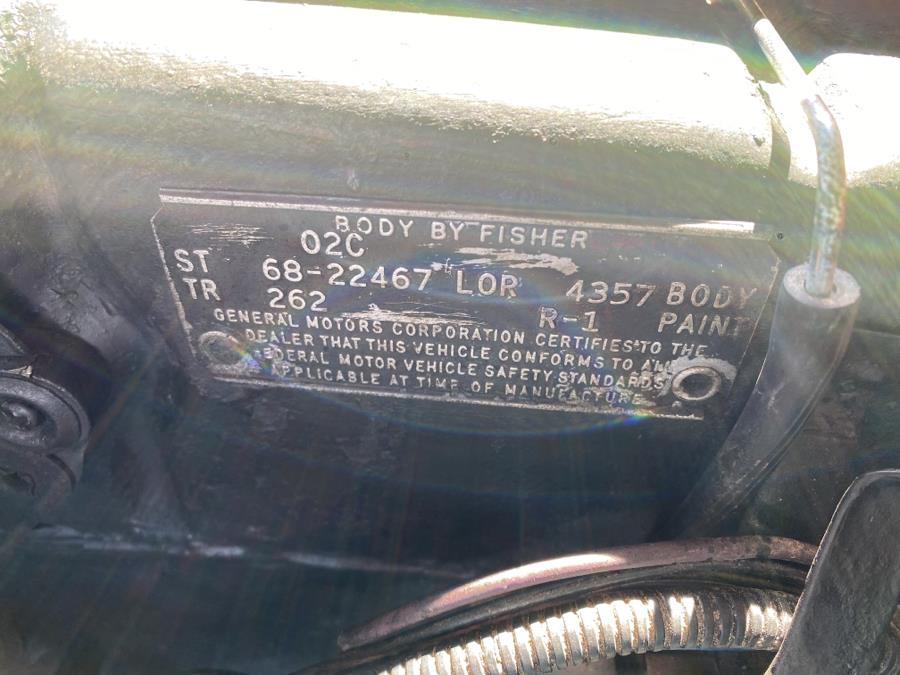 BODY BY FISHER
02C
ST 68-22467 LOR 4357 BODY
TR 262 R-1 PAINT
GENERAL MOTORS CORPORATION CERTIFIES TO THE
DEALER THAT THIS VEHICLE CONFORMS TO ALL
FEDERAL MOTOR VEHICLE SAFETY STANDARDS
APPLICABLE AT TIME OF MANUFACTURE